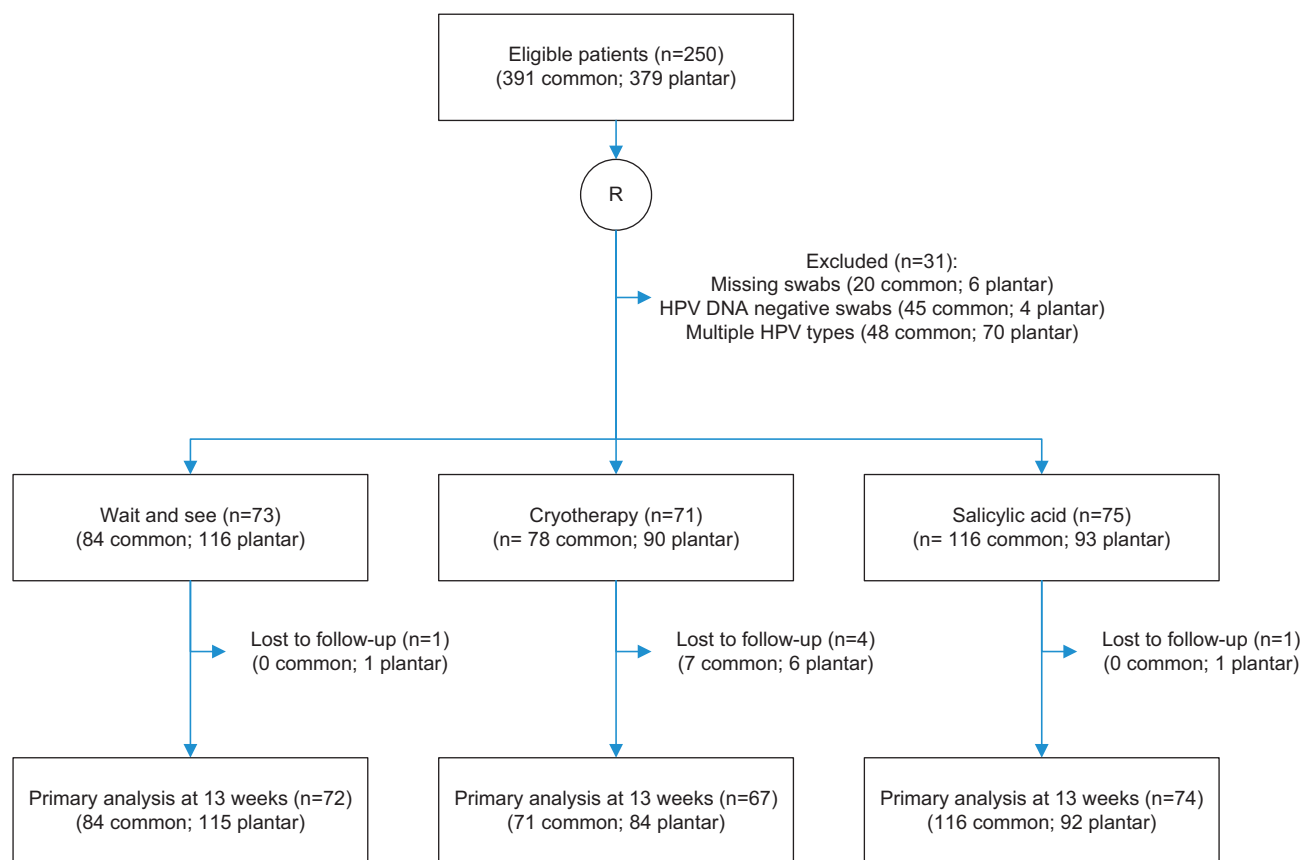 Eligible patients (n=250)
(391 common; 379 plantar)
R
Excluded (n=31):
Missing swabs (20 common; 6 plantar)
HPV DNA negative swabs (45 common; 4 plantar)
Multiple HPV types (48 common; 70 plantar)
Wait and see (n=73)
(84 common; 116 plantar)
Cryotherapy (n=71)
(n= 78 common; 90 plantar)
Salicylic acid (n=75)
(n= 116 common; 93 plantar)
Lost to follow-up (n=1)
(0 common; 1 plantar)
Lost to follow-up (n=4)
(7 common; 6 plantar)
Lost to follow-up (n=1)
(0 common; 1 plantar)
Primary analysis at 13 weeks (n=72)
(84 common; 115 plantar)
Primary analysis at 13 weeks (n=67)
(71 common; 84 plantar)
Primary analysis at 13 weeks (n=74)
(116 common; 92 plantar)